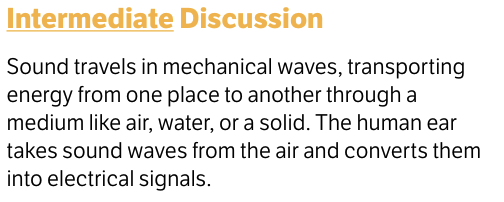 Intermediate Discussion
Sound travels in mechanical waves, transporting
energy from one place to another through a
medium like air, water, or a solid. The human ear
takes sound waves from the air and converts them
into electrical signals.